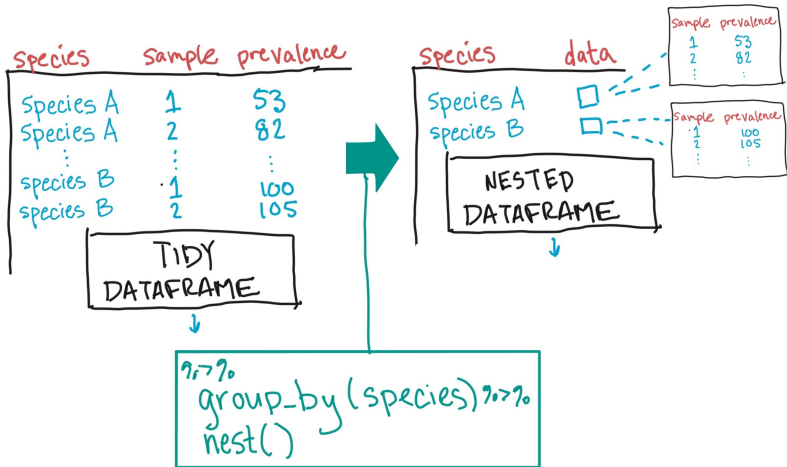 species sample prevalence
Species A 1 53
Species A 2 82
⋮ ⋮ ⋮
species B 1 100
species B 2 105
TIDY
DATAFRAME
species data
Species A
species B
NESTED
DATAFRAME
sample prevalence
1 53
2 82
⋮ ⋮
sample prevalence
1 100
2 105
⋮ ⋮
%>%
group_by(species) %>%
nest()